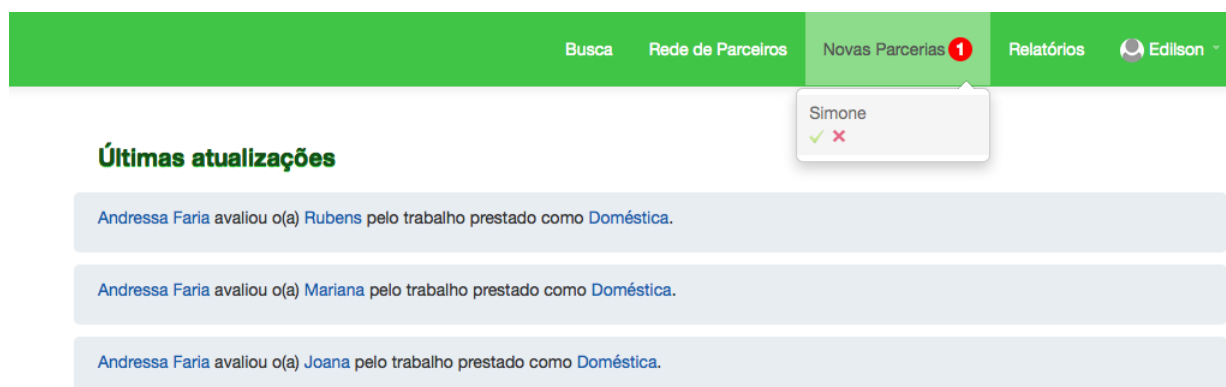 Busca Rede de Parceiros Novas Parcerias 1 Relatórios Edilson
Simone
Últimas atualizações
Andressa Faria avaliou o(a) Rubens pelo trabalho prestado como Doméstica.
Andressa Faria avaliou o(a) Mariana pelo trabalho prestado como Doméstica.
Andressa Faria avaliou o(a) Joana pelo trabalho prestado como Doméstica.